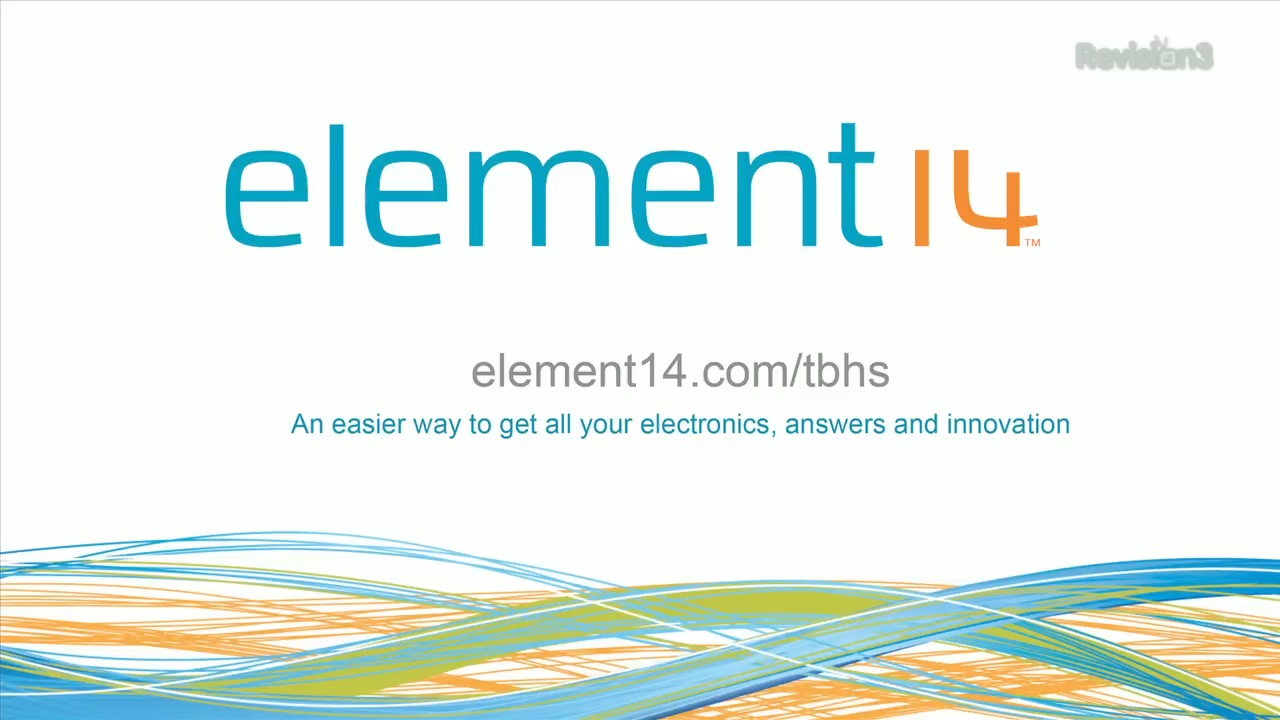 Revision3
element14™
element14.com/tbhs
An easier way to get all your electronics, answers and innovation